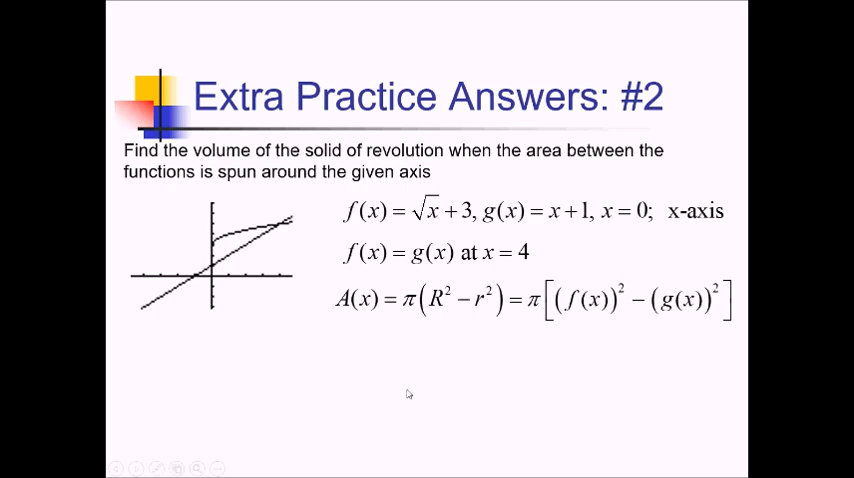 Extra Practice Answers: #2
Find the volume of the solid of revolution when the area between the
functions is spun around the given axis
f(x) = √x + 3, g(x) = x + 1, x = 0; x-axis
f(x) = g(x) at x = 4
A(x) = π(R² − r²) = π[(f(x))² − (g(x))²]